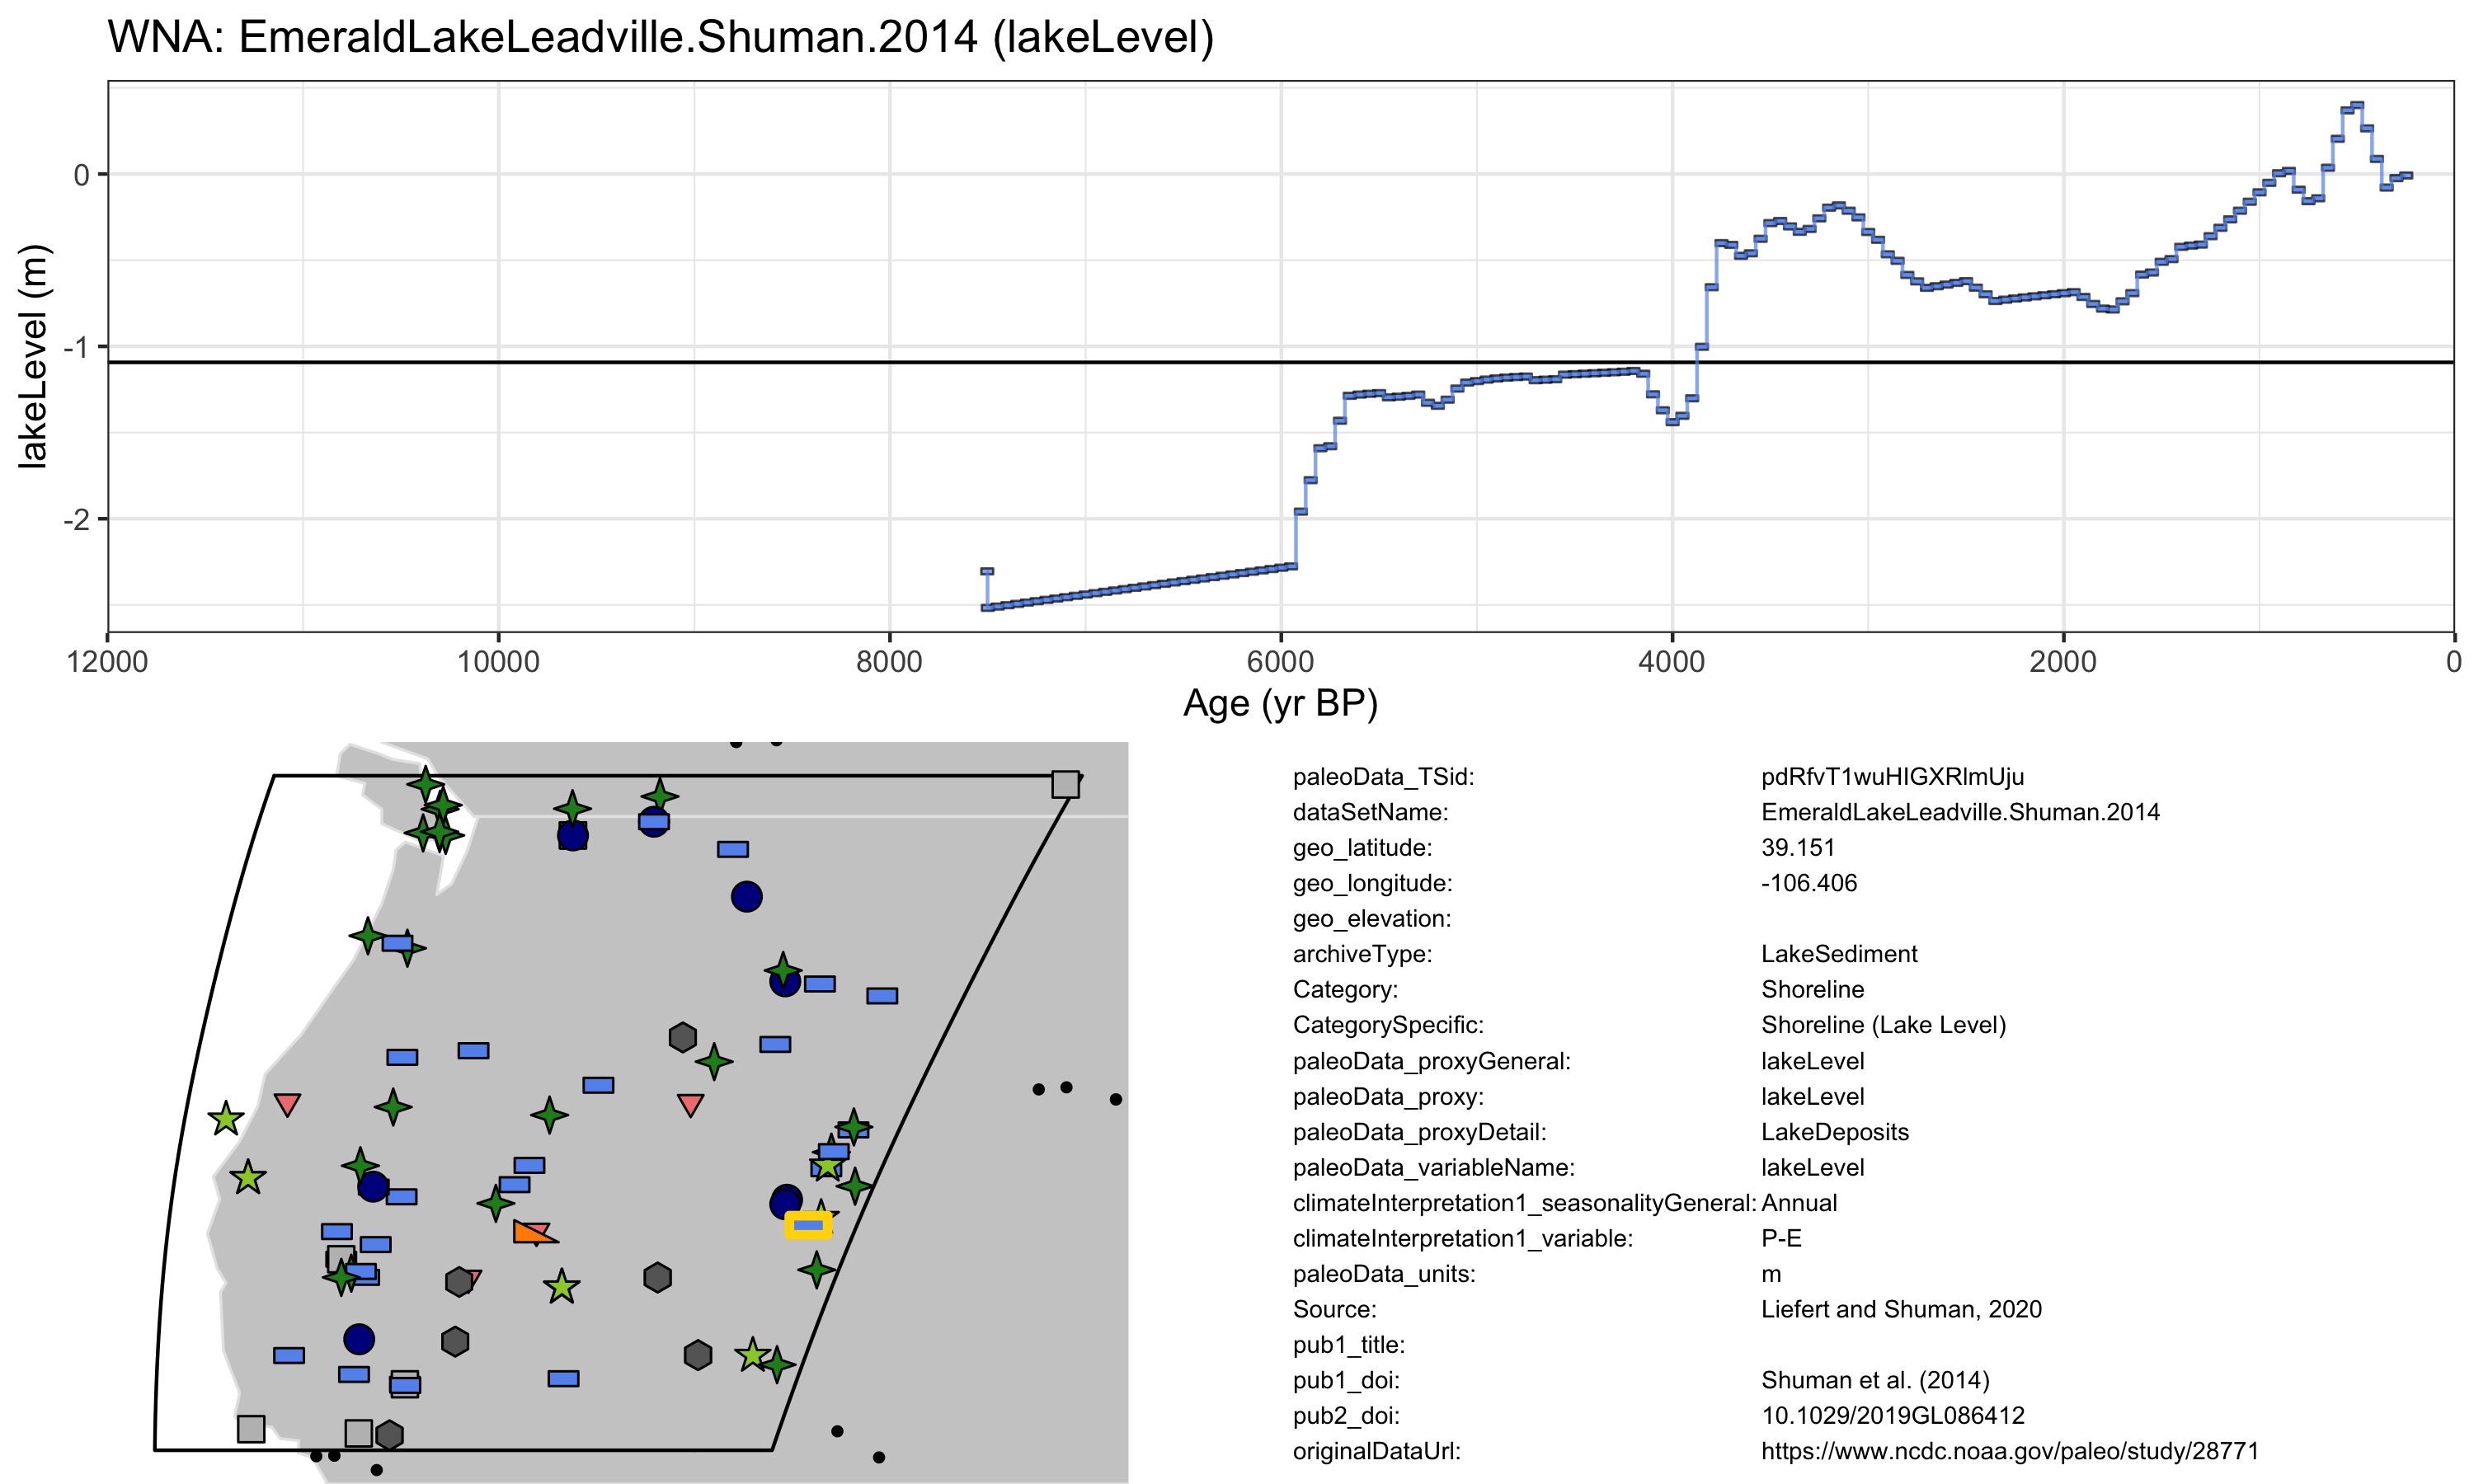 WNA: EmeraldLakeLeadville.Shuman.2014 (lakeLevel)
lakeLevel (m)
0
-1
-2
12000 10000 8000 6000 4000 2000 0
Age (yr BP)
paleoData_TSid: pdRfvT1wuHIGXRlmUju
dataSetName: EmeraldLakeLeadville.Shuman.2014
geo_latitude: 39.151
geo_longitude: -106.406
geo_elevation:
archiveType: LakeSediment
Category: Shoreline
CategorySpecific: Shoreline (Lake Level)
paleoData_proxyGeneral: lakeLevel
paleoData_proxy: lakeLevel
paleoData_proxyDetail: LakeDeposits
paleoData_variableName: lakeLevel
climateInterpretation1_seasonalityGeneral: Annual
climateInterpretation1_variable: P-E
paleoData_units: m
Source: Liefert and Shuman, 2020
pub1_title:
pub1_doi: Shuman et al. (2014)
pub2_doi: 10.1029/2019GL086412
originalDataUrl: https://www.ncdc.noaa.gov/paleo/study/28771